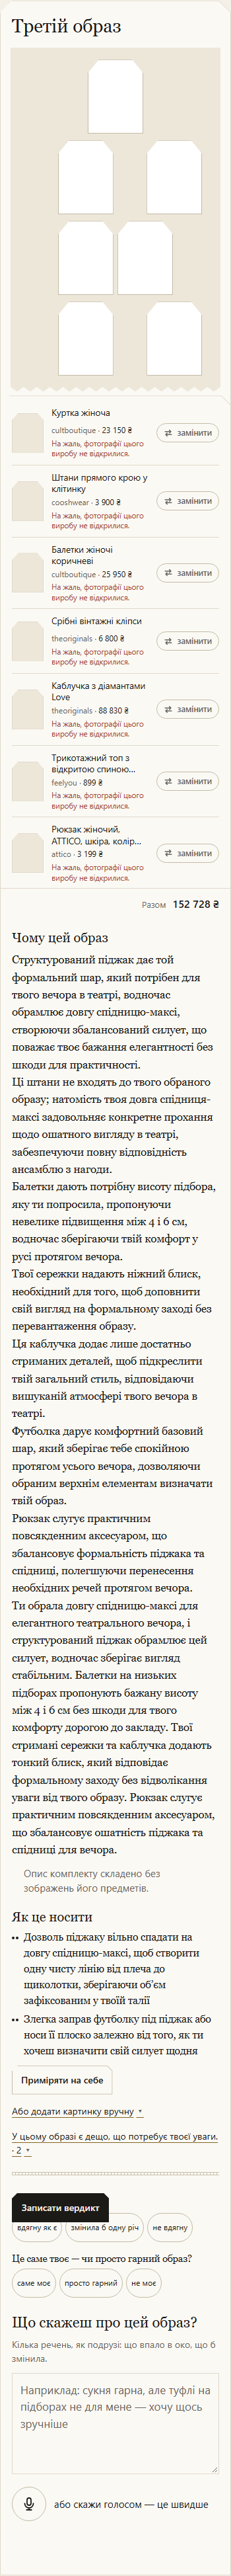 Третій образ
Куртка жіноча
cultboutique · 23 150 ₴
На жаль, фотографії цього
виробу не відкрилися.
замінити
Штани прямого крою у
клітинку
cooshwear · 3 900 ₴
На жаль, фотографії цього
виробу не відкрилися.
замінити
Балетки жіночі
коричневі
cultboutique · 25 950 ₴
На жаль, фотографії цього
виробу не відкрилися.
замінити
Срібні вінтажні кліпси
theoriginals · 6 800 ₴
На жаль, фотографії цього
виробу не відкрилися.
замінити
Каблучка з діамантами
Love
theoriginals · 88 830 ₴
На жаль, фотографії цього
виробу не відкрилися.
замінити
Трикотажний топ з
відкритою спиною…
feelyou · 899 ₴
На жаль, фотографії цього
виробу не відкрилися.
замінити
Рюкзак жіночий,
ATTICO, шкіра, колір…
attico · 3 199 ₴
На жаль, фотографії цього
виробу не відкрилися.
замінити
Разом 152 728 ₴
Чому цей образ
Структурований піджак дає той
формальний шар, який потрібен для
твого вечора в театрі, водночас
обрамлює довгу спідницю-максі,
створюючи збалансований силует, що
поважає твоє бажання елегантності без
шкоди для практичності.
Ці штани не входять до твого обраного
образу; натомість твоя довга спідниця-
максі задовольняє конкретне прохання
щодо ошатного вигляду в театрі,
забезпечуючи повну відповідність
ансамблю з нагоди.
Балетки дають потрібну висоту підбора,
яку ти попросила, пропонуючи
невелике підвищення між 4 і 6 см,
водночас зберігаючи твій комфорт у
русі протягом вечора.
Твої сережки надають ніжний блиск,
необхідний для того, щоб доповнити
свій вигляд на формальному заході без
перевантаження образу.
Ця каблучка додає лише достатньо
стриманих деталей, щоб підкреслити
твій загальний стиль, відповідаючи
вишуканій атмосфері твого вечора в
театрі.
Футболка дарує комфортний базовий
шар, який зберігає тебе спокійною
протягом усього вечора, дозволяючи
обраним верхнім елементам визначати
твій образ.
Рюкзак слугує практичним
повсякденним аксесуаром, що
збалансовує формальність піджака та
спідниці, полегшуючи перенесення
необхідних речей протягом вечора.
Ти обрала довгу спідницю-максі для
елегантного театрального вечора, і
структурований піджак обрамлює цей
силует, водночас зберігає вигляд
стабільним. Балетки на низьких
підборах пропонують бажану висоту
між 4 і 6 см без шкоди для твого
комфорту дорогою до закладу. Твої
стримані сережки та каблучка додають
тонкий блиск, який відповідає
формальному заходу без відволікання
уваги від твого образу. Рюкзак слугує
практичним повсякденним аксесуаром,
що збалансовує ошатність піджака та
спідниці для вечора.
Опис комплекту складено без
зображень його предметів.
Як це носити
Дозволь піджаку вільно спадати на
довгу спідницю-максі, щоб створити
одну чисту лінію від плеча до
щиколотки, зберігаючи об'єм
зафіксованим у твоїй талії
Злегка заправ футболку під піджак або
носи її плоско залежно від того, як ти
хочеш визначити свій силует щодня
Приміряти на себе
Або додати картинку вручну +
У цьому образі є дещо, що потребує твоєї уваги.
· 2 +
Записати вердикт
вдягну як є
змінила б одну річ
не вдягну
Це саме твоє — чи просто гарний образ?
саме моє
просто гарний
не моє
Що скажеш про цей образ?
Кілька речень, як подрузі: що впало в око, що б
змінила.
Наприклад: сукня гарна, але туфлі на
підборах не для мене — хочу щось
зручніше
або скажи голосом — це швидше